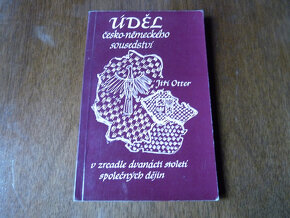 ÚDĚL
česko-německého
sousedství
Jiří Otter
v zrcadle dvanácti století
společných dějin